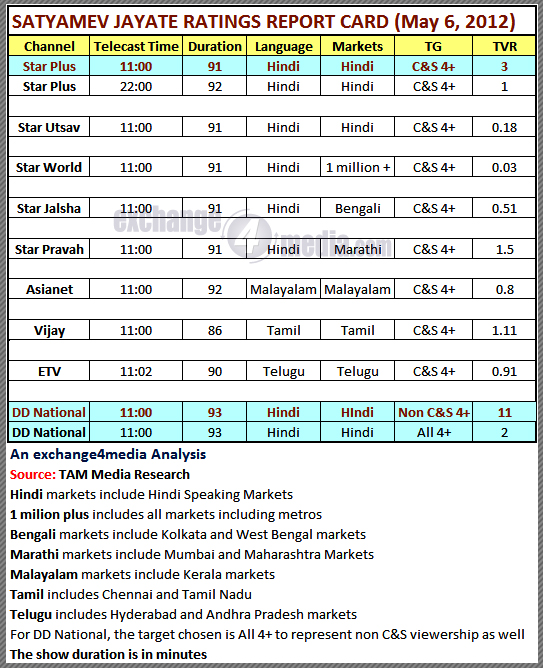 SATYAMEV JAYATE RATINGS REPORT CARD (May 6, 2012)
Channel Telecast Time Duration Language Markets TG TVR
Star Plus 11:00 91 Hindi Hindi C&S 4+ 3
Star Plus 22:00 92 Hindi Hindi C&S 4+ 1
Star Utsav 11:00 91 Hindi Hindi C&S 4+ 0.18
Star World 11:00 91 Hindi 1 million + C&S 4+ 0.03
Star Jalsha 11:00 91 Hindi Bengali C&S 4+ 0.51
exchange4media.com
Star Pravah 11:00 91 Hindi Marathi C&S 4+ 1.5
Asianet 11:00 92 Malayalam Malayalam C&S 4+ 0.8
Vijay 11:00 86 Tamil Tamil C&S 4+ 1.11
ETV 11:02 90 Telugu Telugu C&S 4+ 0.91
DD National 11:00 93 Hindi HIndi Non C&S 4+ 11
DD National 11:00 93 Hindi Hindi All 4+ 2
An exchange4media Analysis
Source: TAM Media Research
Hindi markets include Hindi Speaking Markets
1 milion plus includes all markets including metros
Bengali markets include Kolkata and West Bengal markets
Marathi markets include Mumbai and Maharashtra Markets
Malayalam markets include Kerala markets
Tamil includes Chennai and Tamil Nadu
Telugu includes Hyderabad and Andhra Pradesh markets
For DD National, the target chosen is All 4+ to represent non C&S viewership as well
The show duration is in minutes